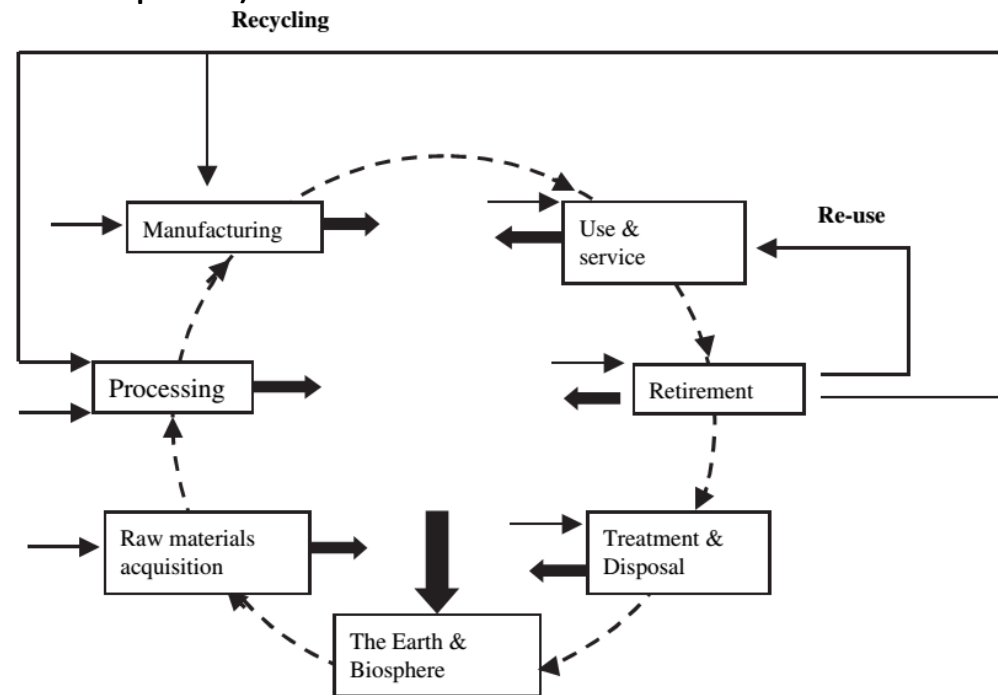 Recycling
Manufacturing
Use &
service
Re-use
Processing
Retirement
Raw materials
acquisition
Treatment &
Disposal
The Earth &
Biosphere